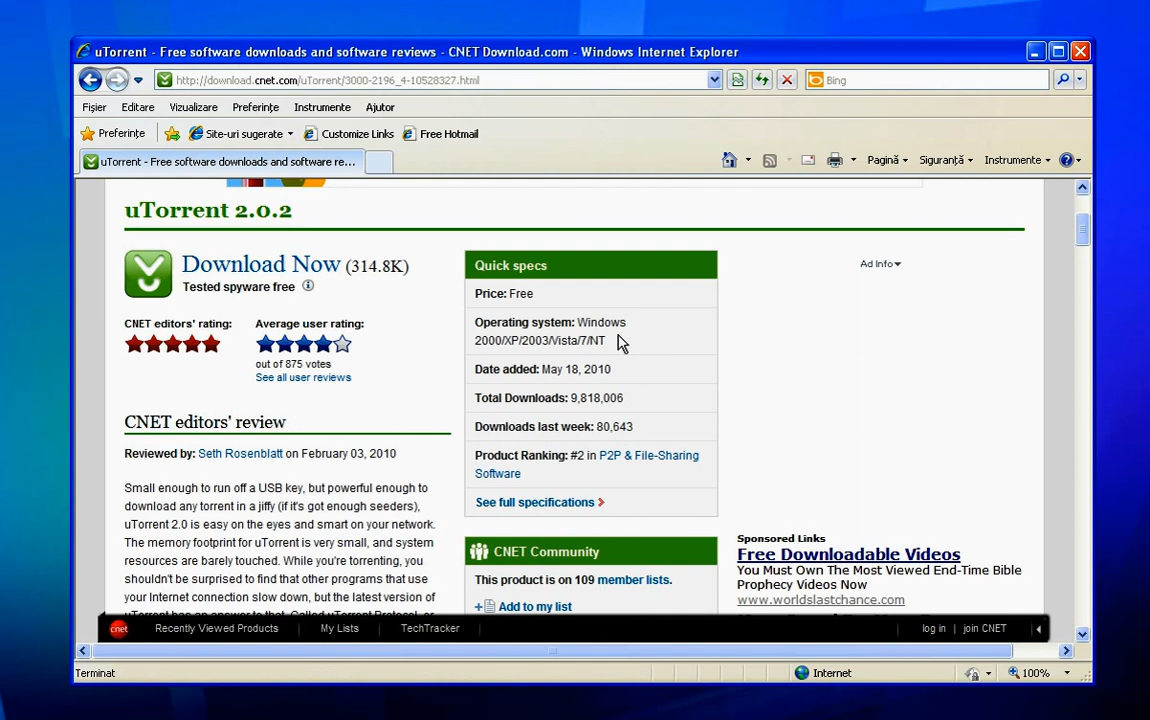 uTorrent - Free software downloads and software reviews - CNET Download.com - Windows Internet Explorer
http://download.cnet.com/uTorrent/3000-2196_4-10528327.html
Bing
Fișier Editare Vizualizare Preferințe Instrumente Ajutor
Preferințe Site-uri sugerate Customize Links Free Hotmail
uTorrent - Free software downloads and software re...
Pagină Siguranță Instrumente
uTorrent 2.0.2
Download Now (314.8K)
Tested spyware free
CNET editors' rating:
Average user rating:
out of 875 votes
See all user reviews
CNET editors' review
Reviewed by: Seth Rosenblatt on February 03, 2010
Small enough to run off a USB key, but powerful enough to
download any torrent in a jiffy (if it's got enough seeders),
uTorrent 2.0 is easy on the eyes and smart on your network.
The memory footprint for uTorrent is very small, and system
resources are barely touched. While you're torrenting, you
shouldn't be surprised to find that other programs that use
your Internet connection slow down, but the latest version of
uTorrent has an answer to that. Called uTorrent Protocol, or
Quick specs
Price: Free
Operating system: Windows
2000/XP/2003/Vista/7/NT
Date added: May 18, 2010
Total Downloads: 9,818,006
Downloads last week: 80,643
Product Ranking: #2 in P2P & File-Sharing
Software
See full specifications
CNET Community
This product is on 109 member lists.
Add to my list
Ad Info
Sponsored Links
Free Downloadable Videos
You Must Own The Most Viewed End-Time Bible
Prophecy Videos Now
www.worldslastchance.com
cnet Recently Viewed Products | My Lists | TechTracker | | log in | join CNET
Terminat
Internet
100%